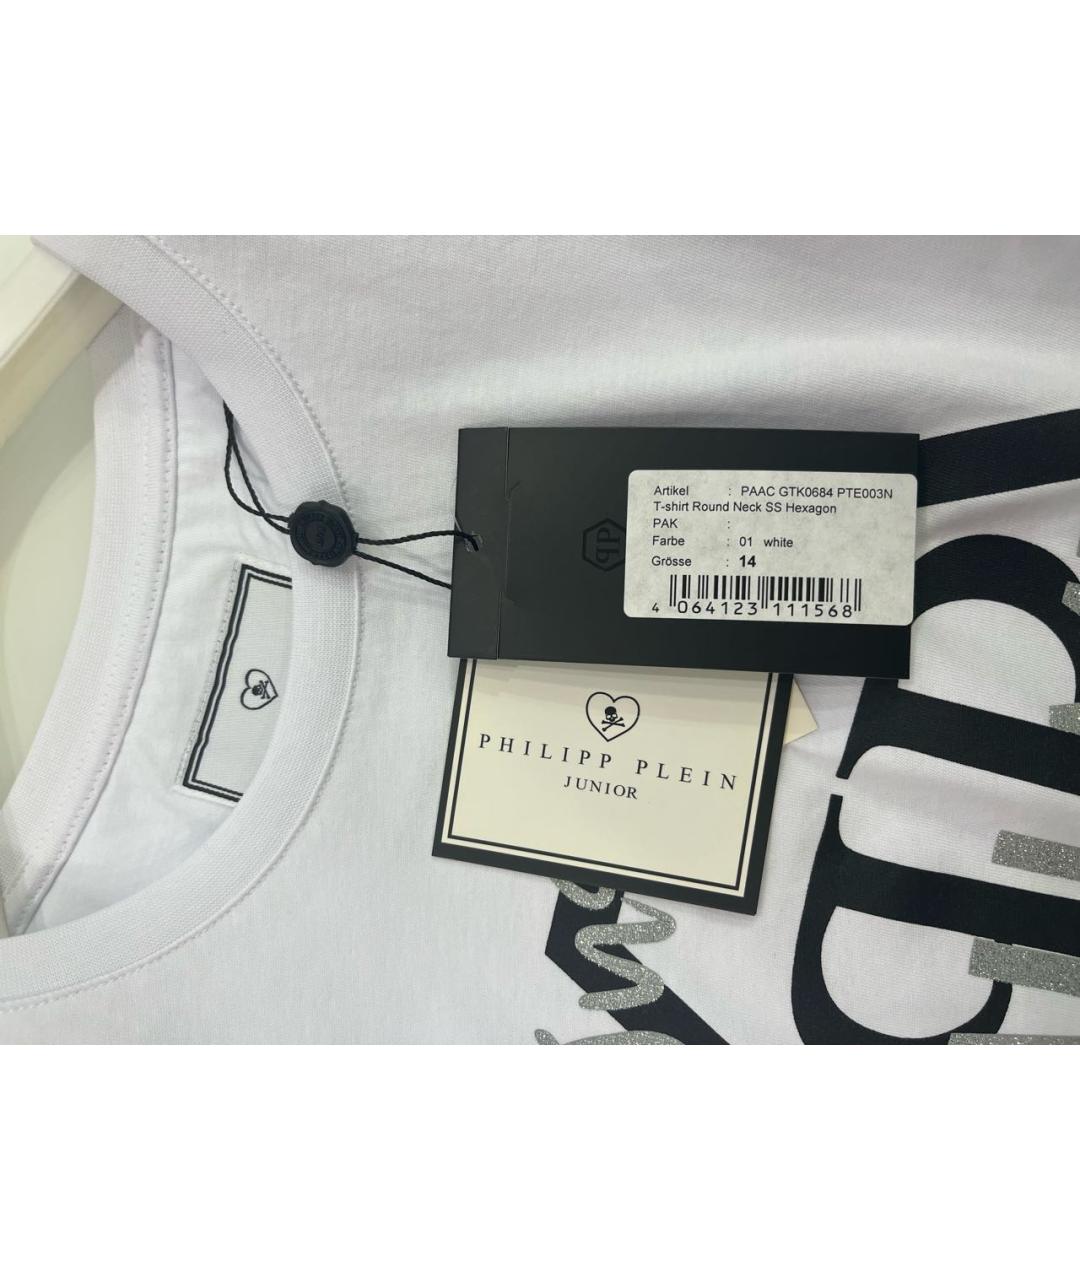 Artikel : PAAC GTK0684 PTE003N
T-shirt Round Neck SS Hexagon
PAK :
Farbe : 01 white
Grösse : 14
4 064123 111568
PHILIPP PLEIN
JUNIOR